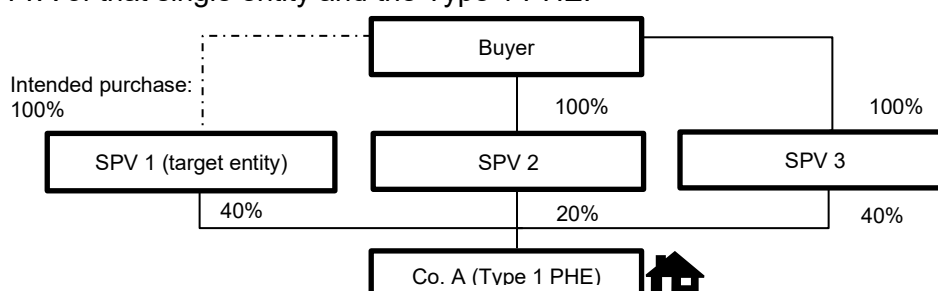 of that single entity and the Type 1 PHE.
Buyer
Intended purchase:
100%
100%
100%
SPV 1 (target entity)
SPV 2
SPV 3
40%
20%
40%
Co. A (Type 1 PHE)